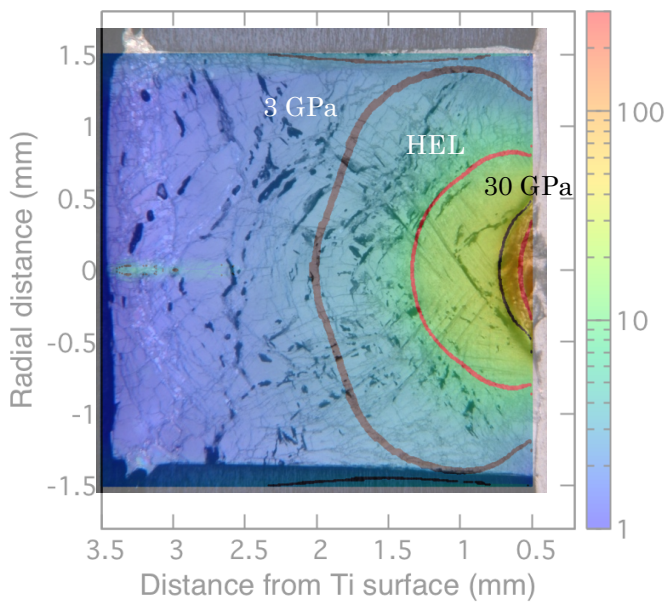 1.5
1
0.5
0
-0.5
-1
-1.5
Radial distance (mm)
3 GPa
HEL
30 GPa
100
10
1
3.5 3 2.5 2 1.5 1 0.5
Distance from Ti surface (mm)